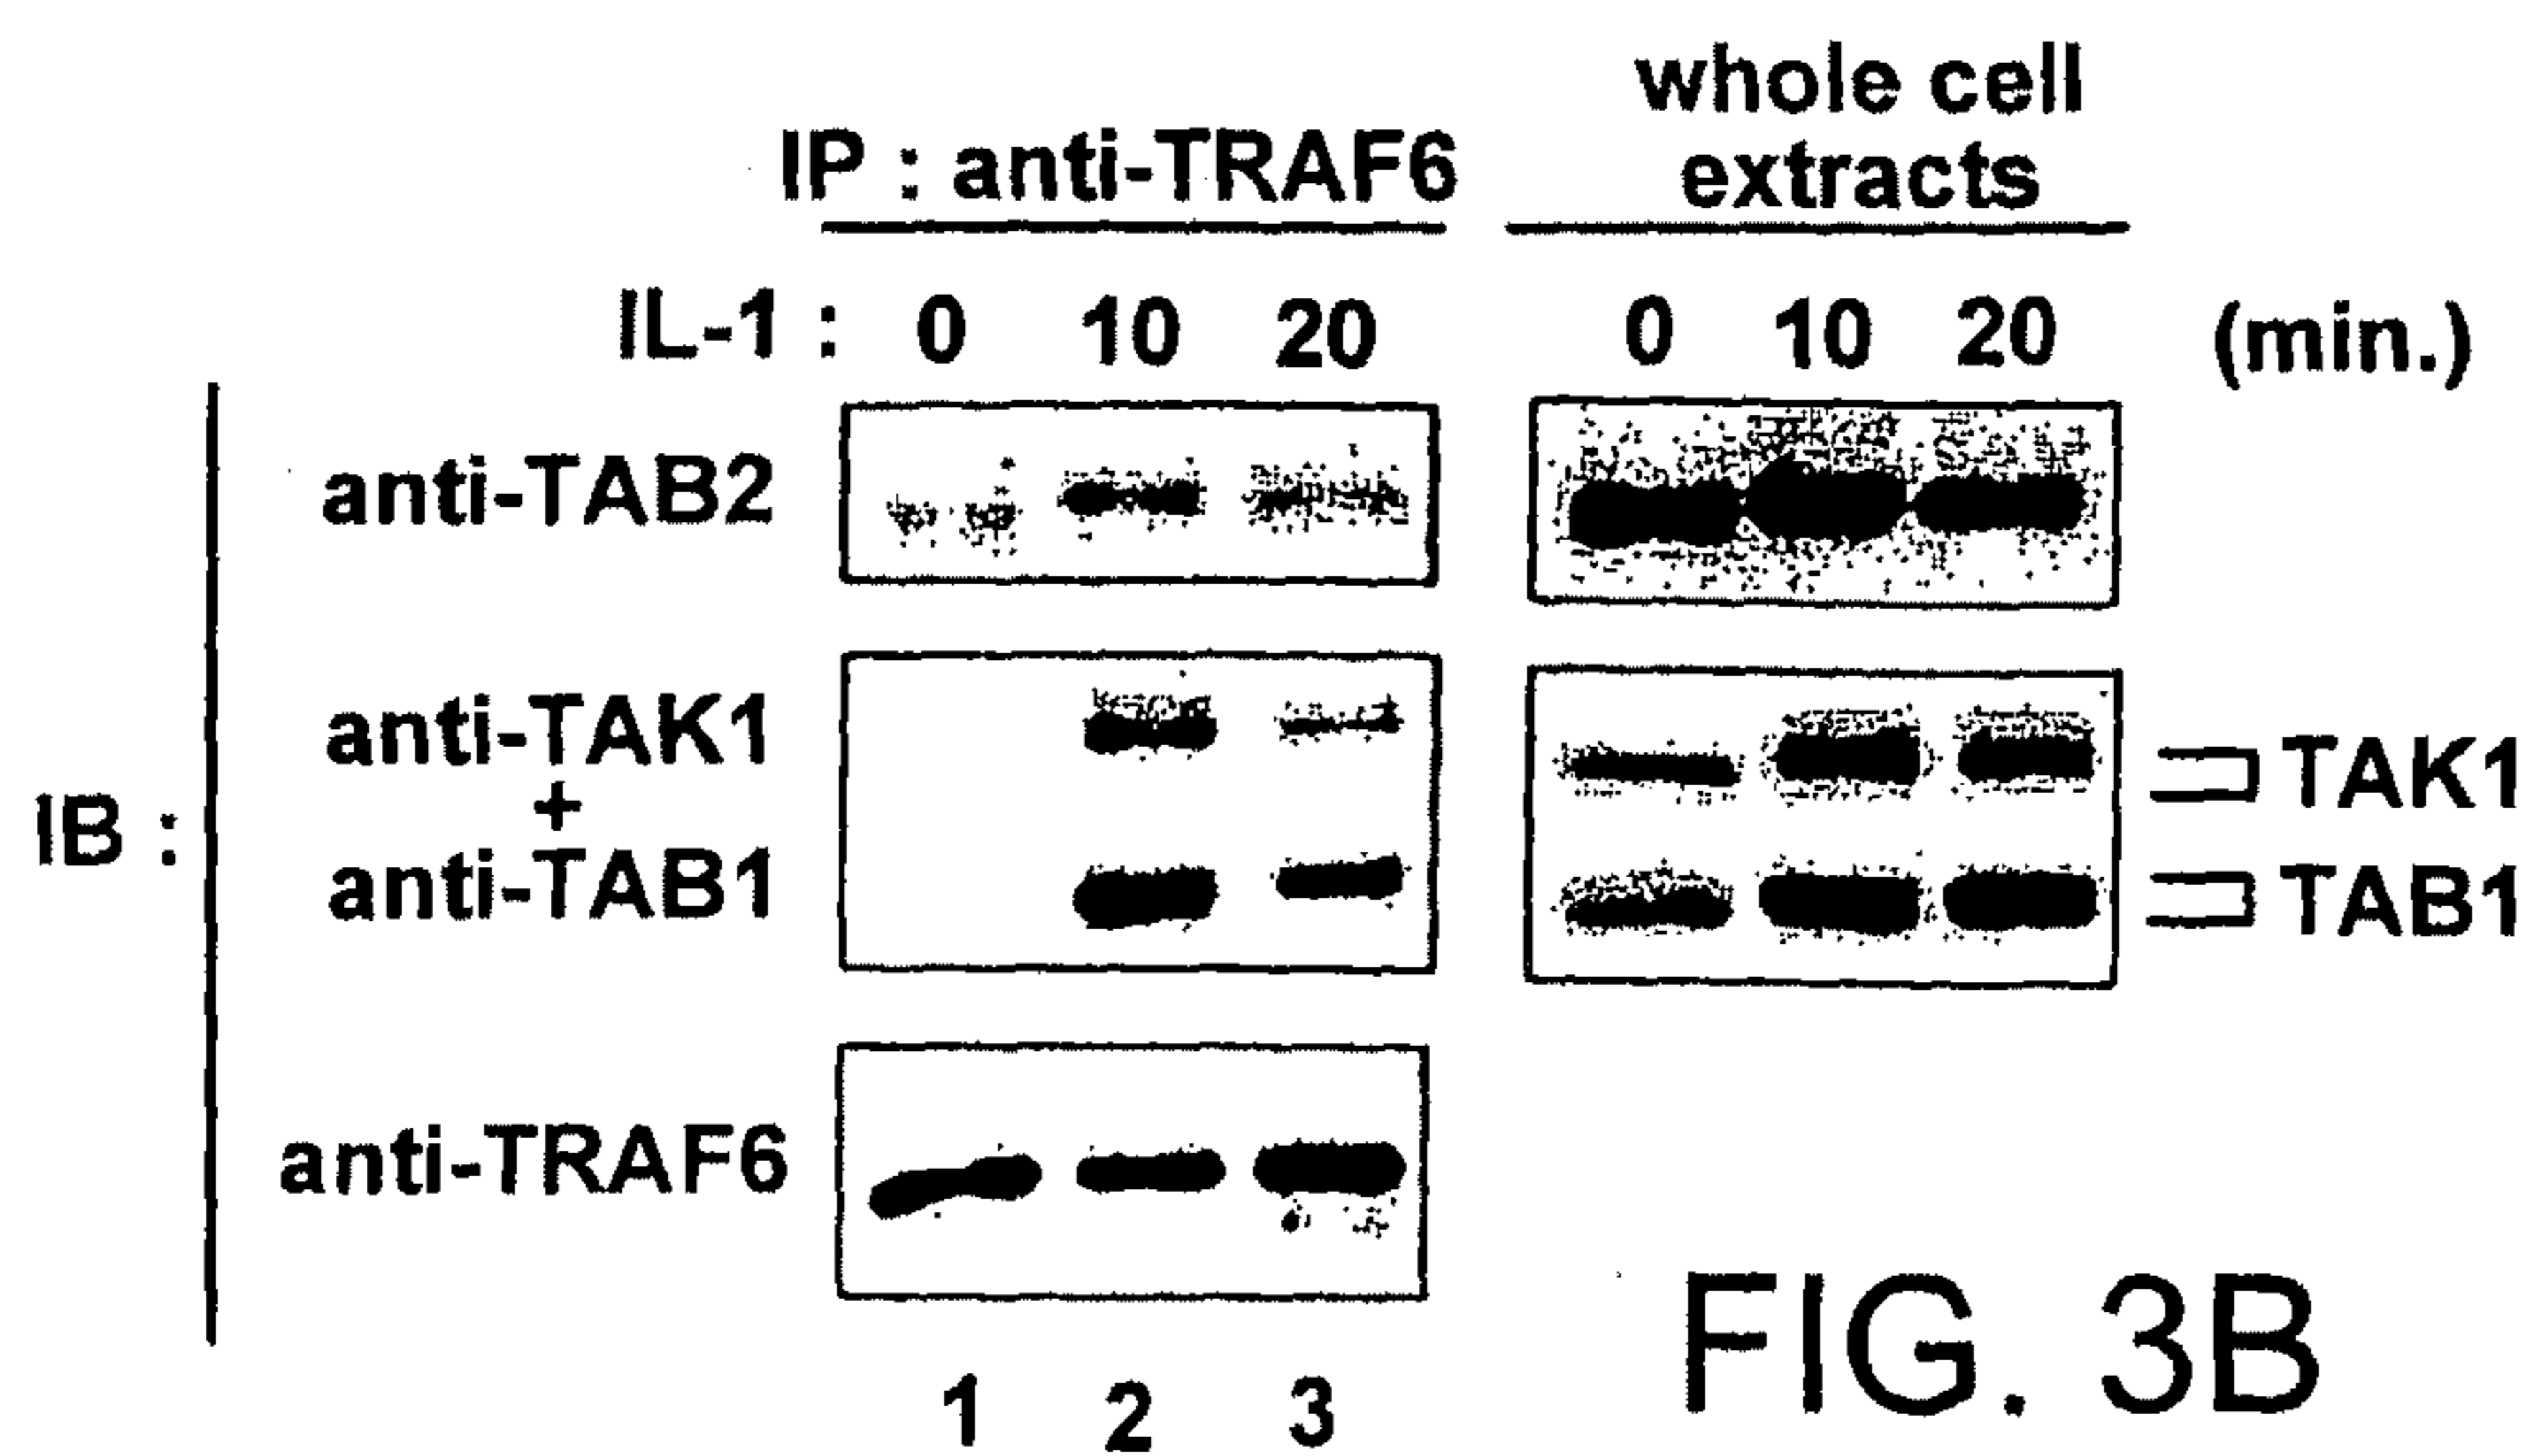 whole cell
IP : anti-TRAF6 extracts
IL-1 : 0 10 20 0 10 20 (min.)
anti-TAB2
anti-TAK1
+
anti-TAB1
IB :
TAK1
TAB1
anti-TRAF6
1 2 3
FIG. 3B